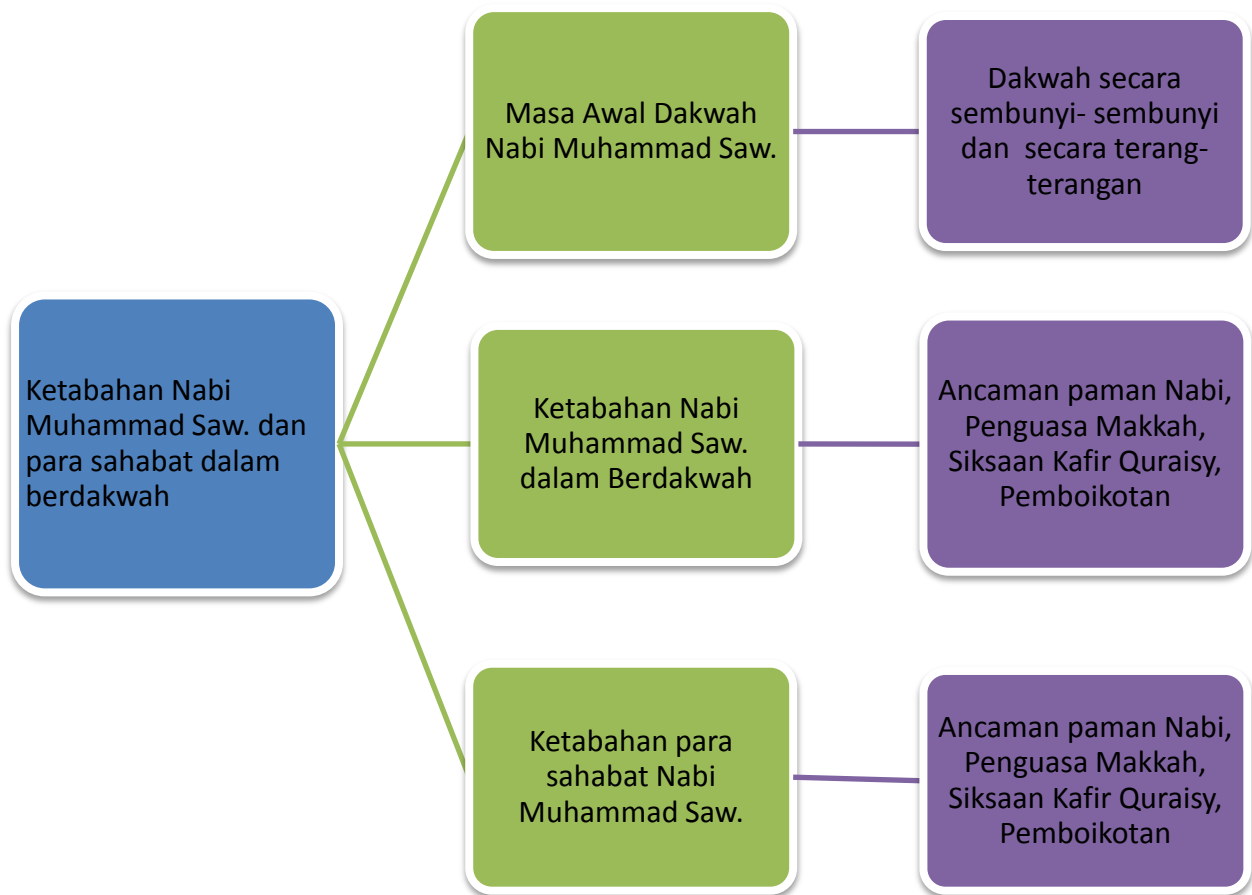 Ketabahan Nabi
Muhammad Saw. dan
para sahabat dalam
berdakwah
Masa Awal Dakwah
Nabi Muhammad Saw.
Dakwah secara
sembunyi- sembunyi
dan secara terang-
terangan
Ketabahan Nabi
Muhammad Saw.
dalam Berdakwah
Ancaman paman Nabi,
Penguasa Makkah,
Siksaan Kafir Quraisy,
Pemboikotan
Ketabahan para
sahabat Nabi
Muhammad Saw.
Ancaman paman Nabi,
Penguasa Makkah,
Siksaan Kafir Quraisy,
Pemboikotan